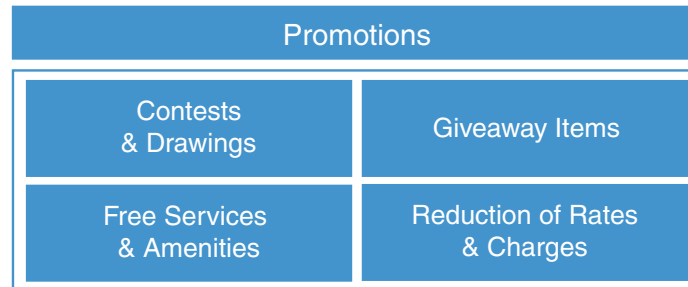 Promotions
Contests
& Drawings
Giveaway Items
Free Services
& Amenities
Reduction of Rates
& Charges